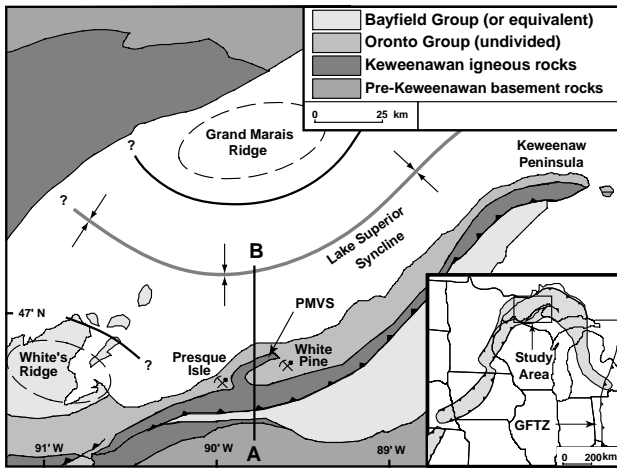 Bayfield Group (or equivalent)
Oronto Group (undivided)
Keweenawan igneous rocks
Pre-Keweenawan basement rocks
0 25 km
Grand Marais
Ridge
?
?
Keweenaw
Peninsula
Lake Superior
Syncline
B
47' N
PMVS
White's
Ridge
?
Presque
Isle
White
Pine
Study
Area
GFTZ
0 200km
A
91' W
90' W
89' W